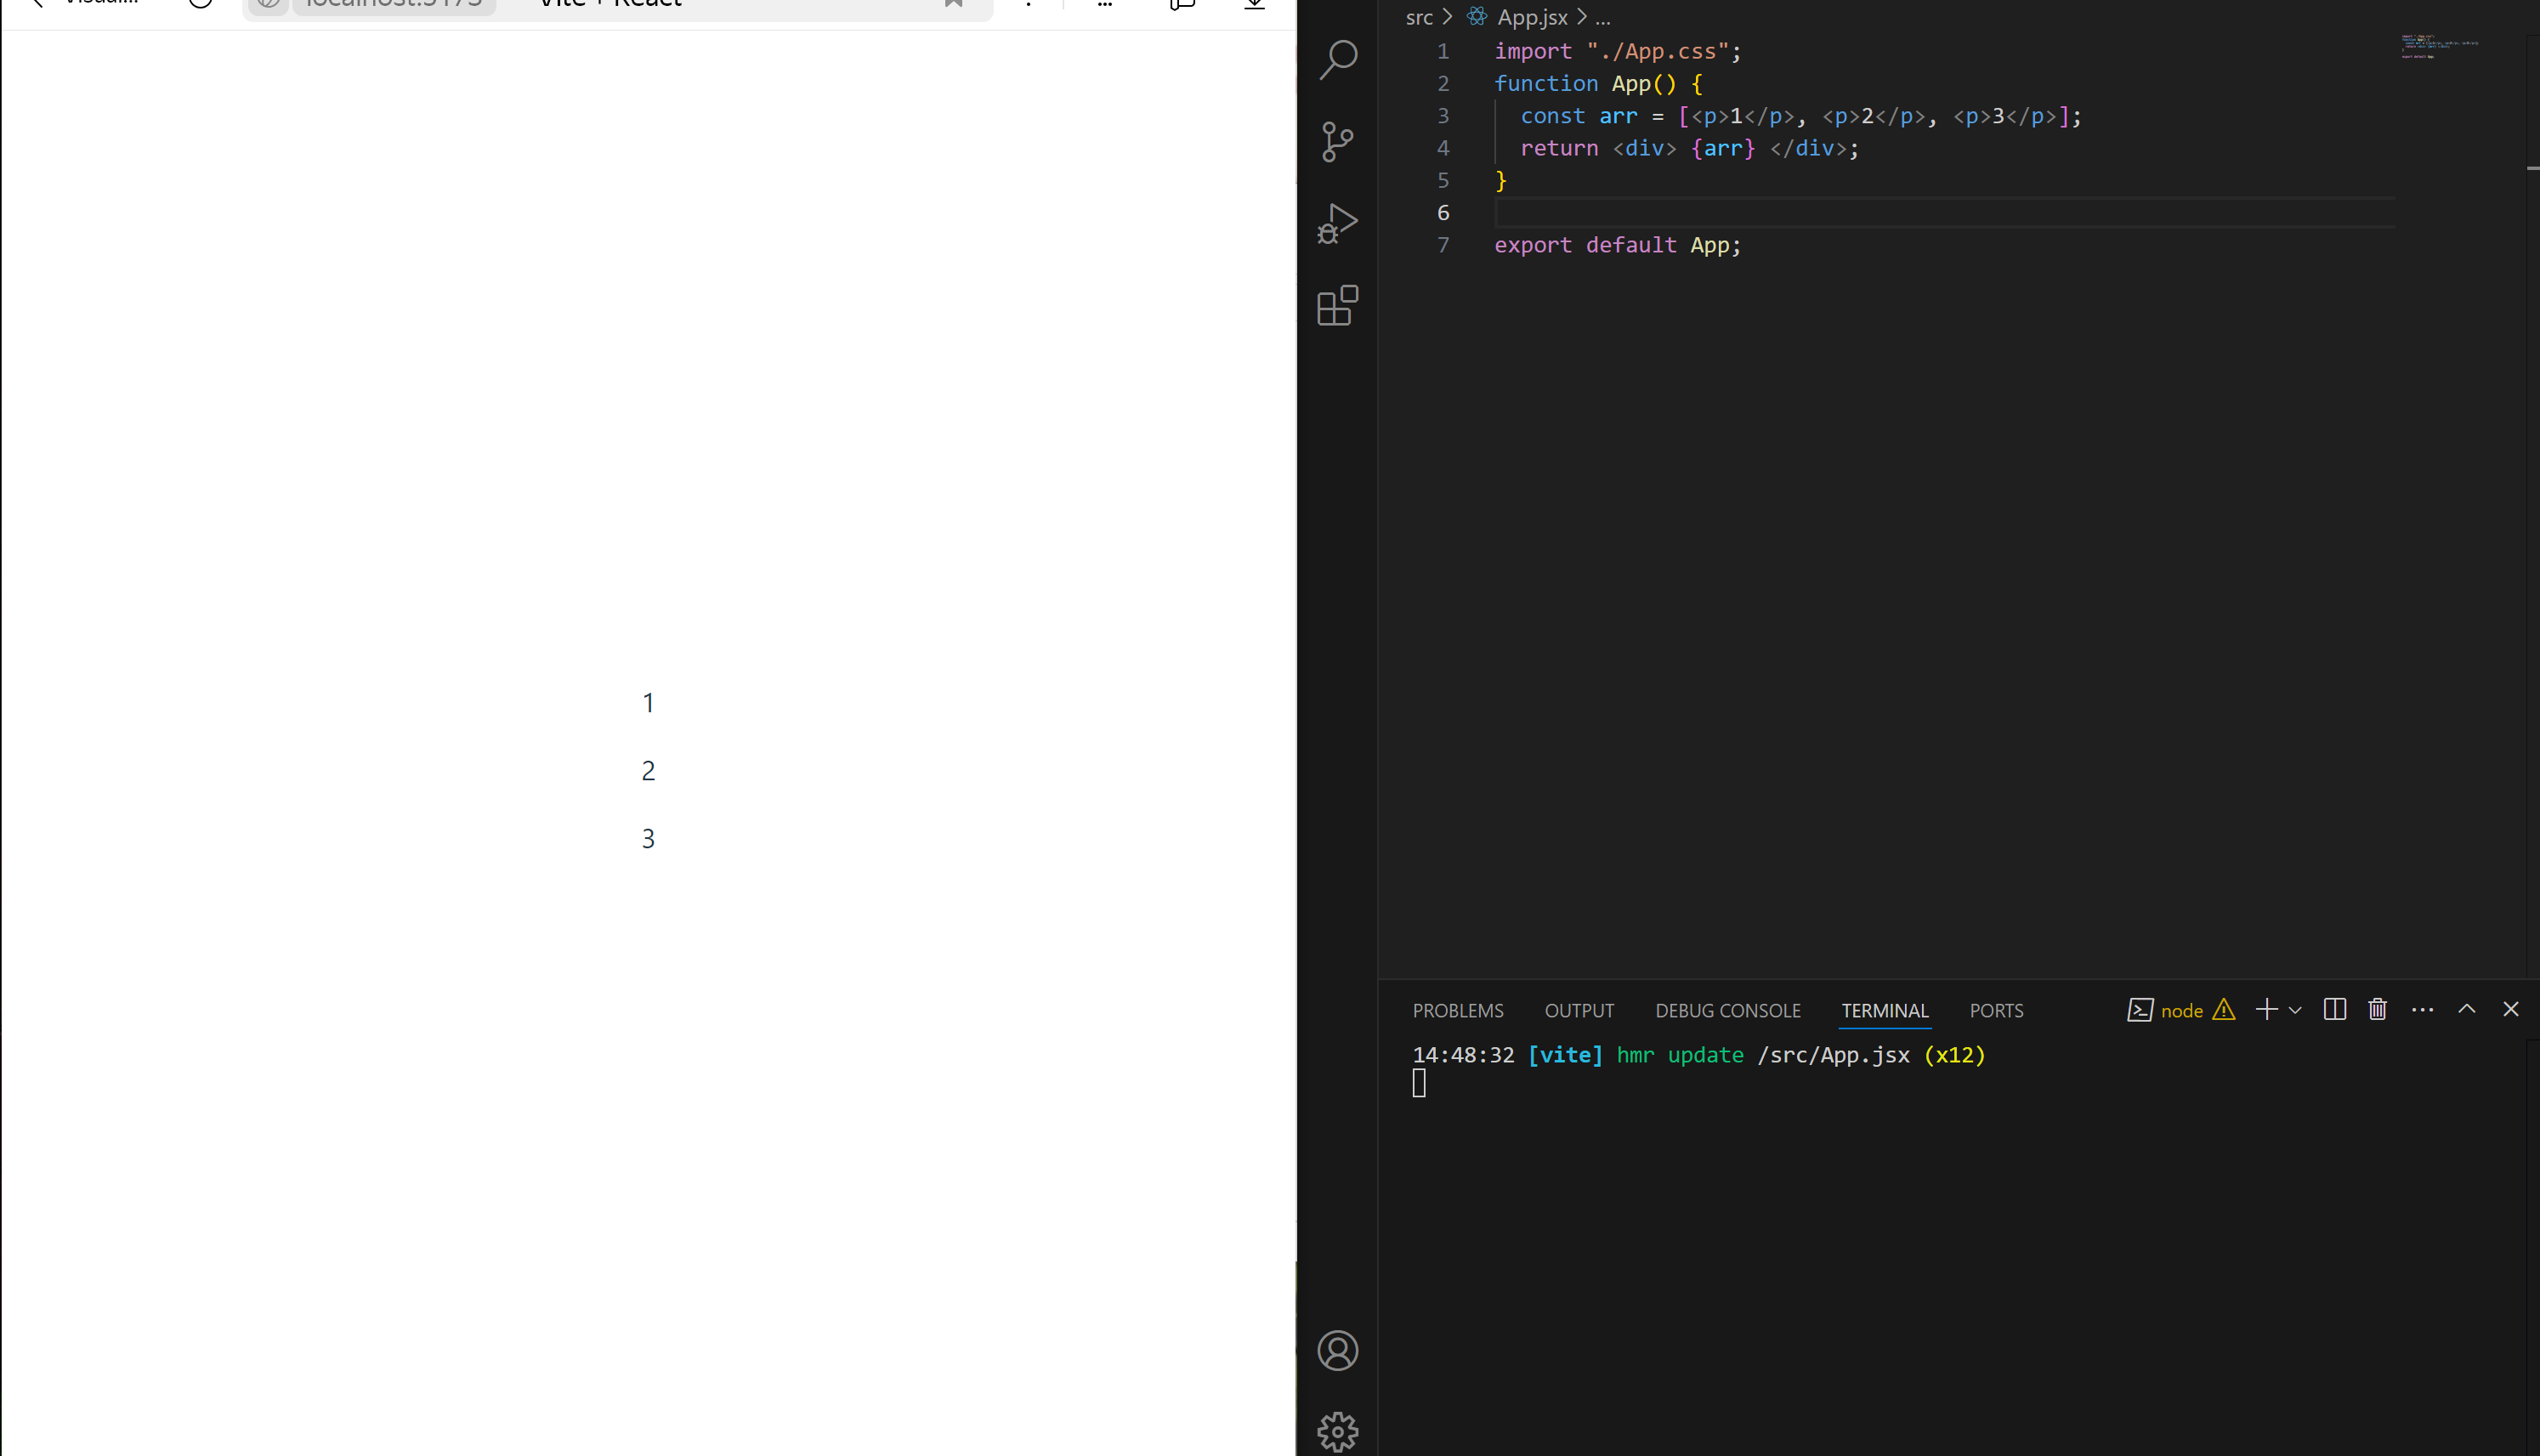 Visual...
localhost:5173
Vite + React
1
2
3
src > App.jsx > ...
1 import "./App.css";
2 function App() {
3 const arr = [<p>1</p>, <p>2</p>, <p>3</p>];
4 return <div> {arr} </div>;
5 }
6
7 export default App;
PROBLEMS OUTPUT DEBUG CONSOLE TERMINAL PORTS node
14:48:32 [vite] hmr update /src/App.jsx (x12)